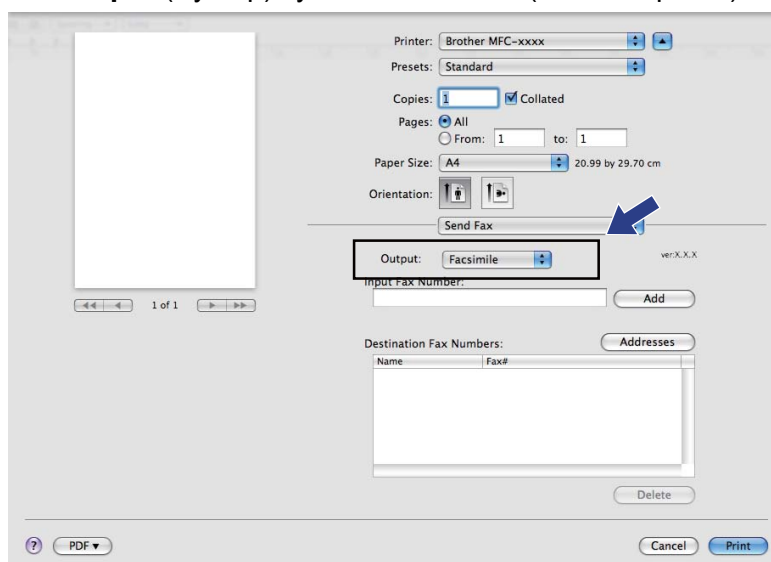 Printer: Brother MFC-xxxx
Presets: Standard
Copies: 1 Collated
Pages: All
From: 1 to: 1
Paper Size: A4 20.99 by 29.70 cm
Orientation:
Send Fax
Output: Facsimile ver:X.X.X
Input Fax Number:
Add
1 of 1
Destination Fax Numbers: Addresses
Name Fax#
Delete
? PDF▼ Cancel Print